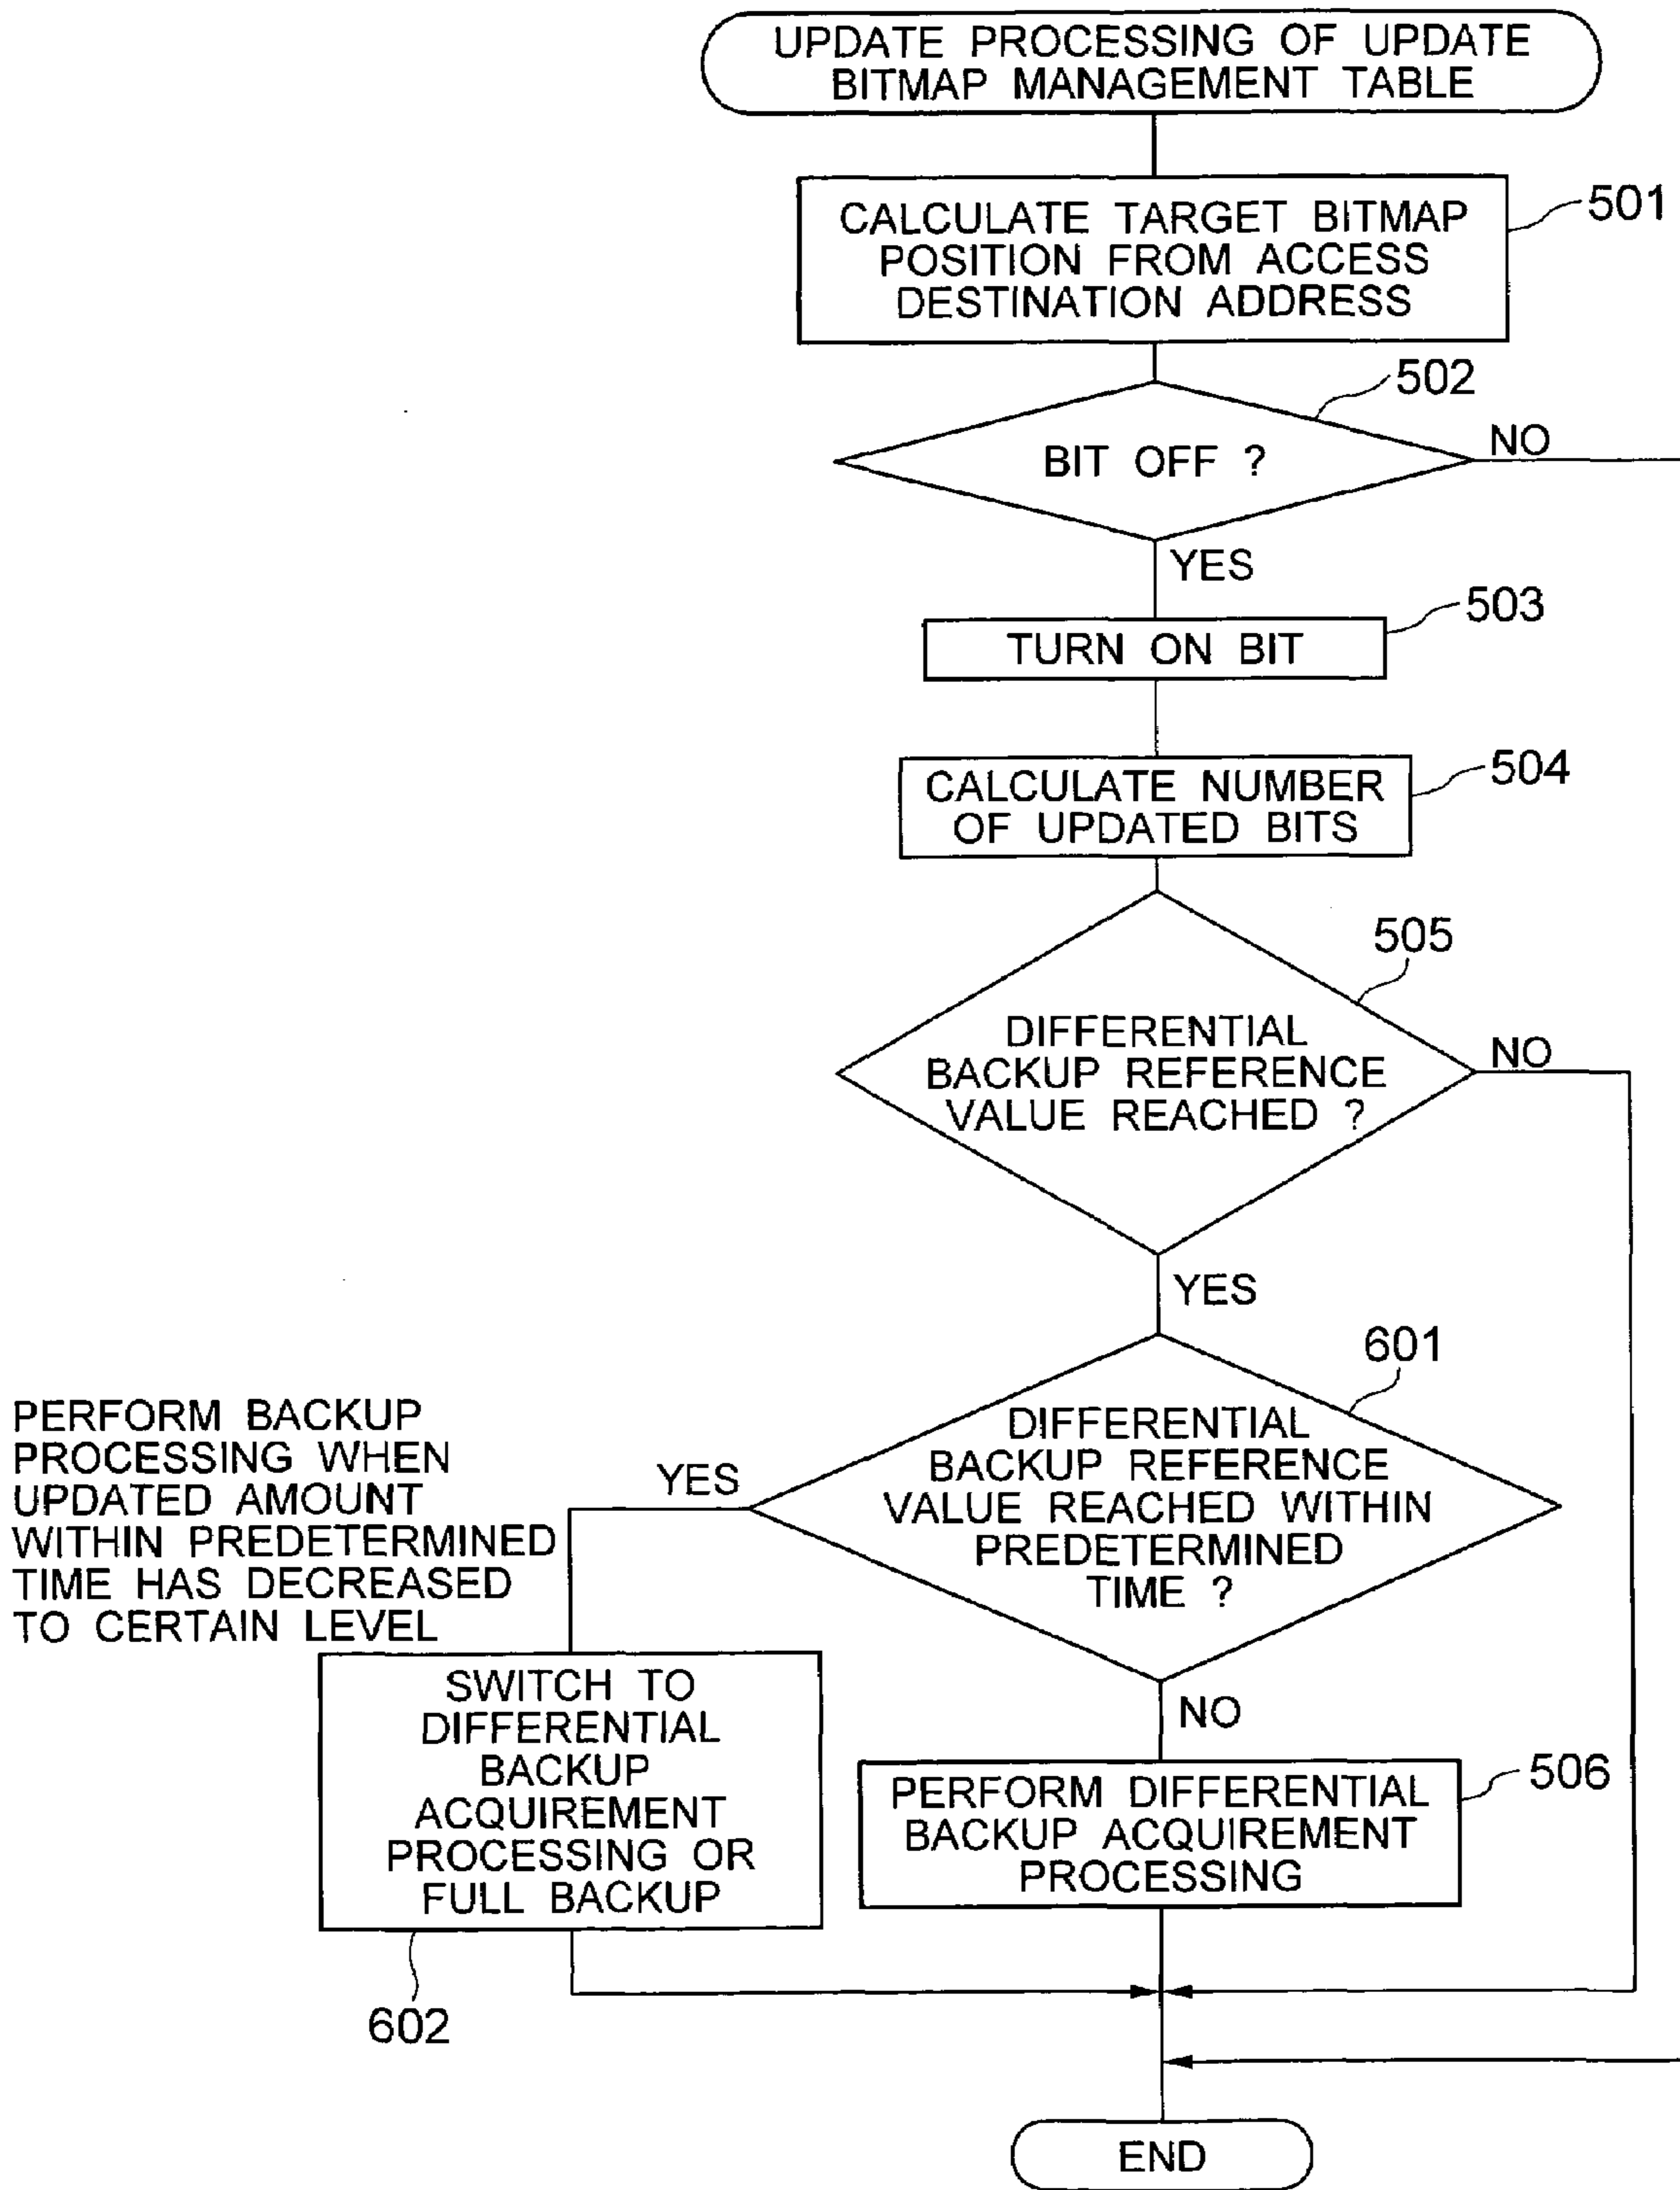 UPDATE PROCESSING OF UPDATE
BITMAP MANAGEMENT TABLE
CALCULATE TARGET BITMAP
POSITION FROM ACCESS
DESTINATION ADDRESS
501
BIT OFF ?
502
NO
YES
TURN ON BIT
503
CALCULATE NUMBER
OF UPDATED BITS
504
DIFFERENTIAL
BACKUP REFERENCE
VALUE REACHED ?
505
NO
YES
DIFFERENTIAL
BACKUP REFERENCE
VALUE REACHED WITHIN
PREDETERMINED
TIME ?
601
YES
NO
PERFORM BACKUP
PROCESSING WHEN
UPDATED AMOUNT
WITHIN PREDETERMINED
TIME HAS DECREASED
TO CERTAIN LEVEL
SWITCH TO
DIFFERENTIAL
BACKUP
ACQUIREMENT
PROCESSING OR
FULL BACKUP
602
PERFORM DIFFERENTIAL
BACKUP ACQUIREMENT
PROCESSING
506
END